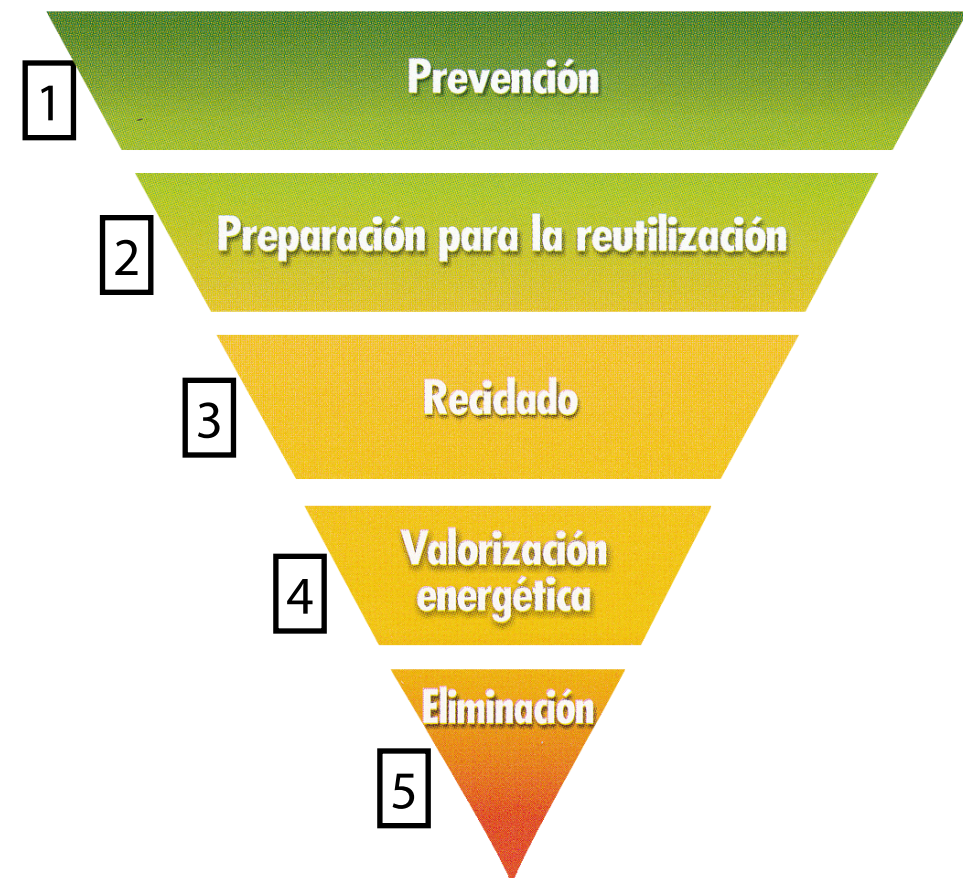 1
Prevención
2
Preparación para la reutilización
3
Reciclado
4
Valorización
energética
Eliminación
5